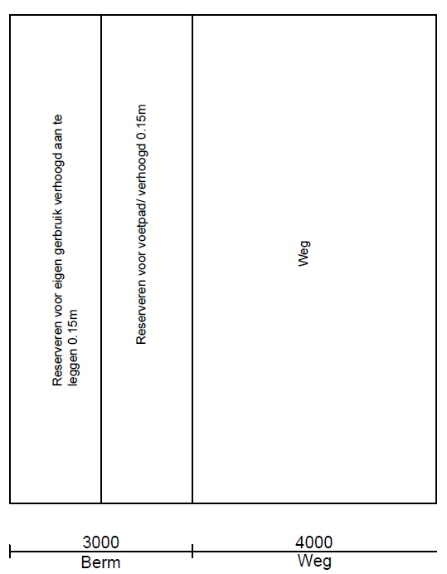 Reserveren voor eigen gerbruik verhoogd aan te
leggen 0.15m
Reserveren voor voetpad/ verhoogd 0.15m
Weg
3000
Berm
4000
Weg